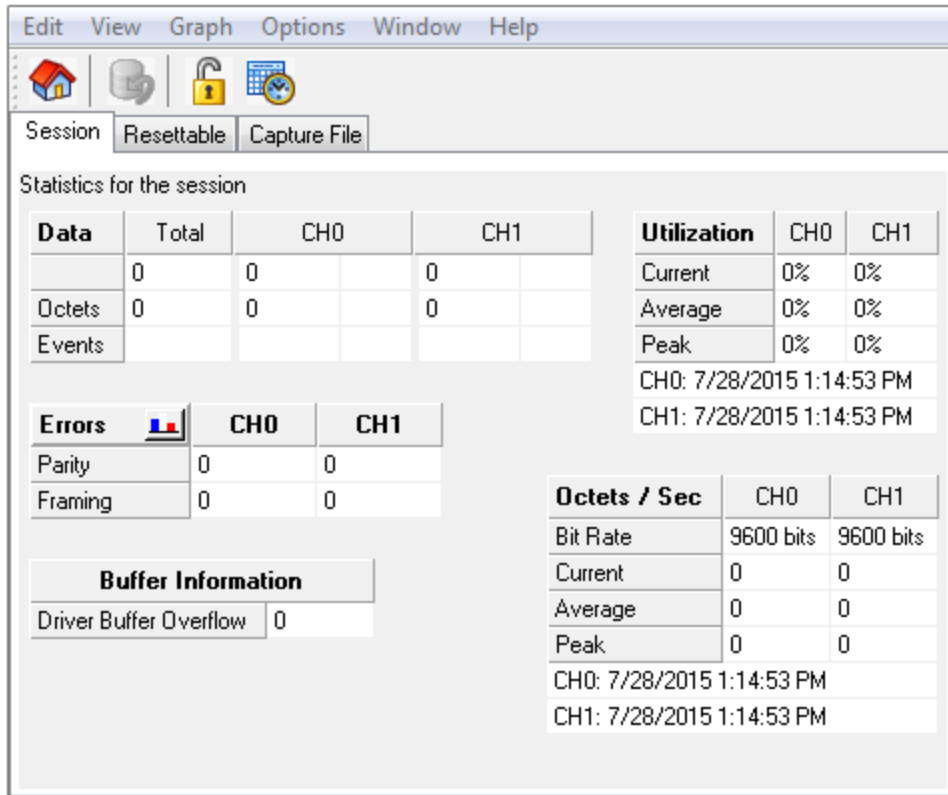 Edit View Graph Options Window Help
Session Resettable Capture File
Statistics for the session
Data Total CH0 CH1
0 0 0
Octets 0 0 0
Events
Utilization CH0 CH1
Current 0% 0%
Average 0% 0%
Peak 0% 0%
CH0: 7/28/2015 1:14:53 PM
CH1: 7/28/2015 1:14:53 PM
Errors CH0 CH1
Parity 0 0
Framing 0 0
Octets / Sec CH0 CH1
Bit Rate 9600 bits 9600 bits
Current 0 0
Average 0 0
Peak 0 0
CH0: 7/28/2015 1:14:53 PM
CH1: 7/28/2015 1:14:53 PM
Buffer Information
Driver Buffer Overflow 0